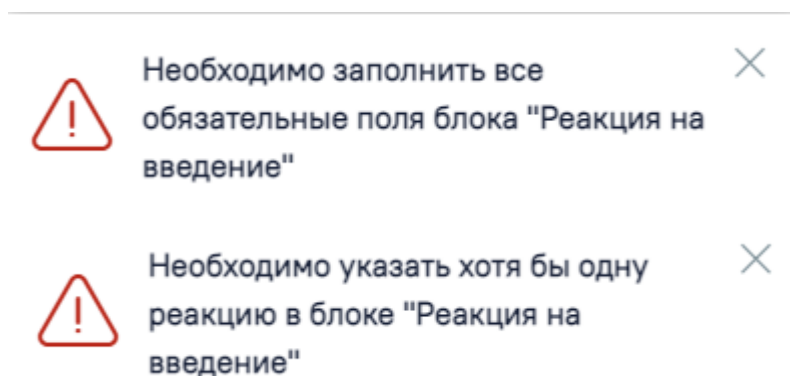 Необходимо заполнить все
обязательные поля блока "Реакция на
введение"
Необходимо указать хотя бы одну
реакцию в блоке "Реакция на
введение"